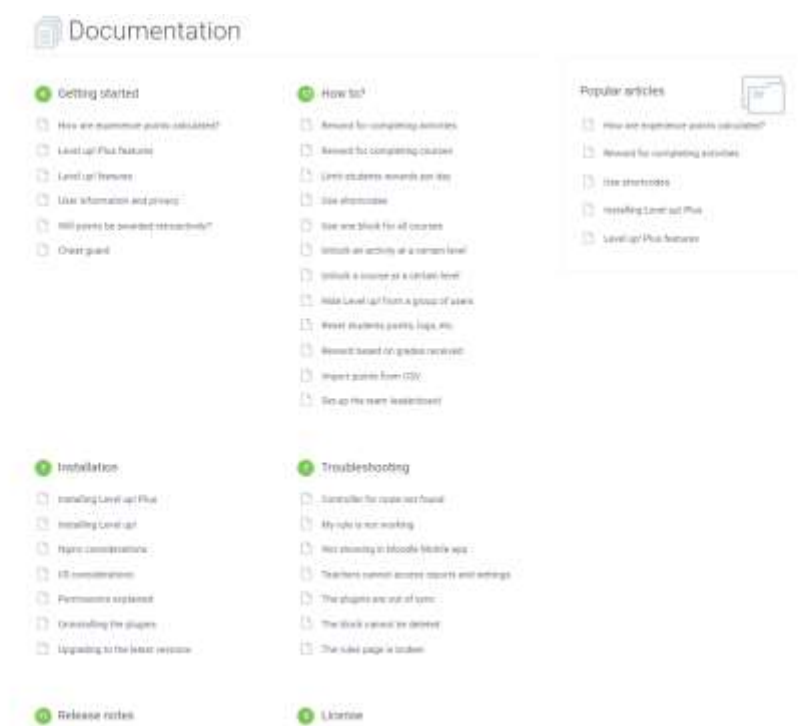 Documentation
Getting started
How are experience points calculated?
Level up! Plus features
Level up! features
User information and privacy
Will points be awarded retroactively?
Cheat guard
How to?
Reward for completing activities
Reward for completing courses
Limit students rewards per day
Use shortcodes
Use one block for all courses
Unlock an activity at a certain level
Unlock a course at a certain level
Hide Level up! from a group of users
Reset students points, logs, etc.
Reward based on grades received
Import points from CSV
Set up the team leaderboard
Popular articles
How are experience points calculated?
Reward for completing activities
Use shortcodes
Installing Level up! Plus
Level up! Plus features
Installation
Installing Level up! Plus
Installing Level up!
Nginx considerations
IIS considerations
Permissions explained
Uninstalling the plugins
Upgrading to the latest versions
Troubleshooting
Controller for route not found
My rule is not working
Not showing in Moodle Mobile app
Teachers cannot access reports and settings
The plugins are out of sync
The block cannot be deleted
The rules page is broken
Release notes
License